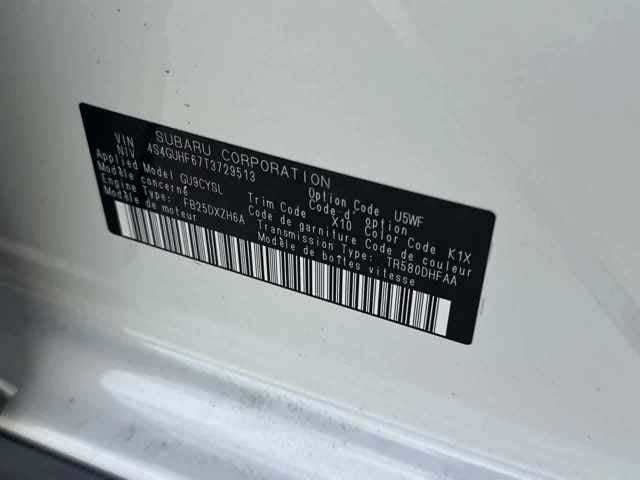 SUBARU CORPORATION
VIN
NIV 4S4GUHF67T3729513
Applied Model GU9CYSL Option Code U5WF
Modèle concerné Code d' option
Engine Type: FB25DXZH6A Trim Code X10 Color Code K1X
Modèle de moteur Code de garniture Code de couleur
Transmission Type: TR580DHFAA
Modèle de boîtes vitesse